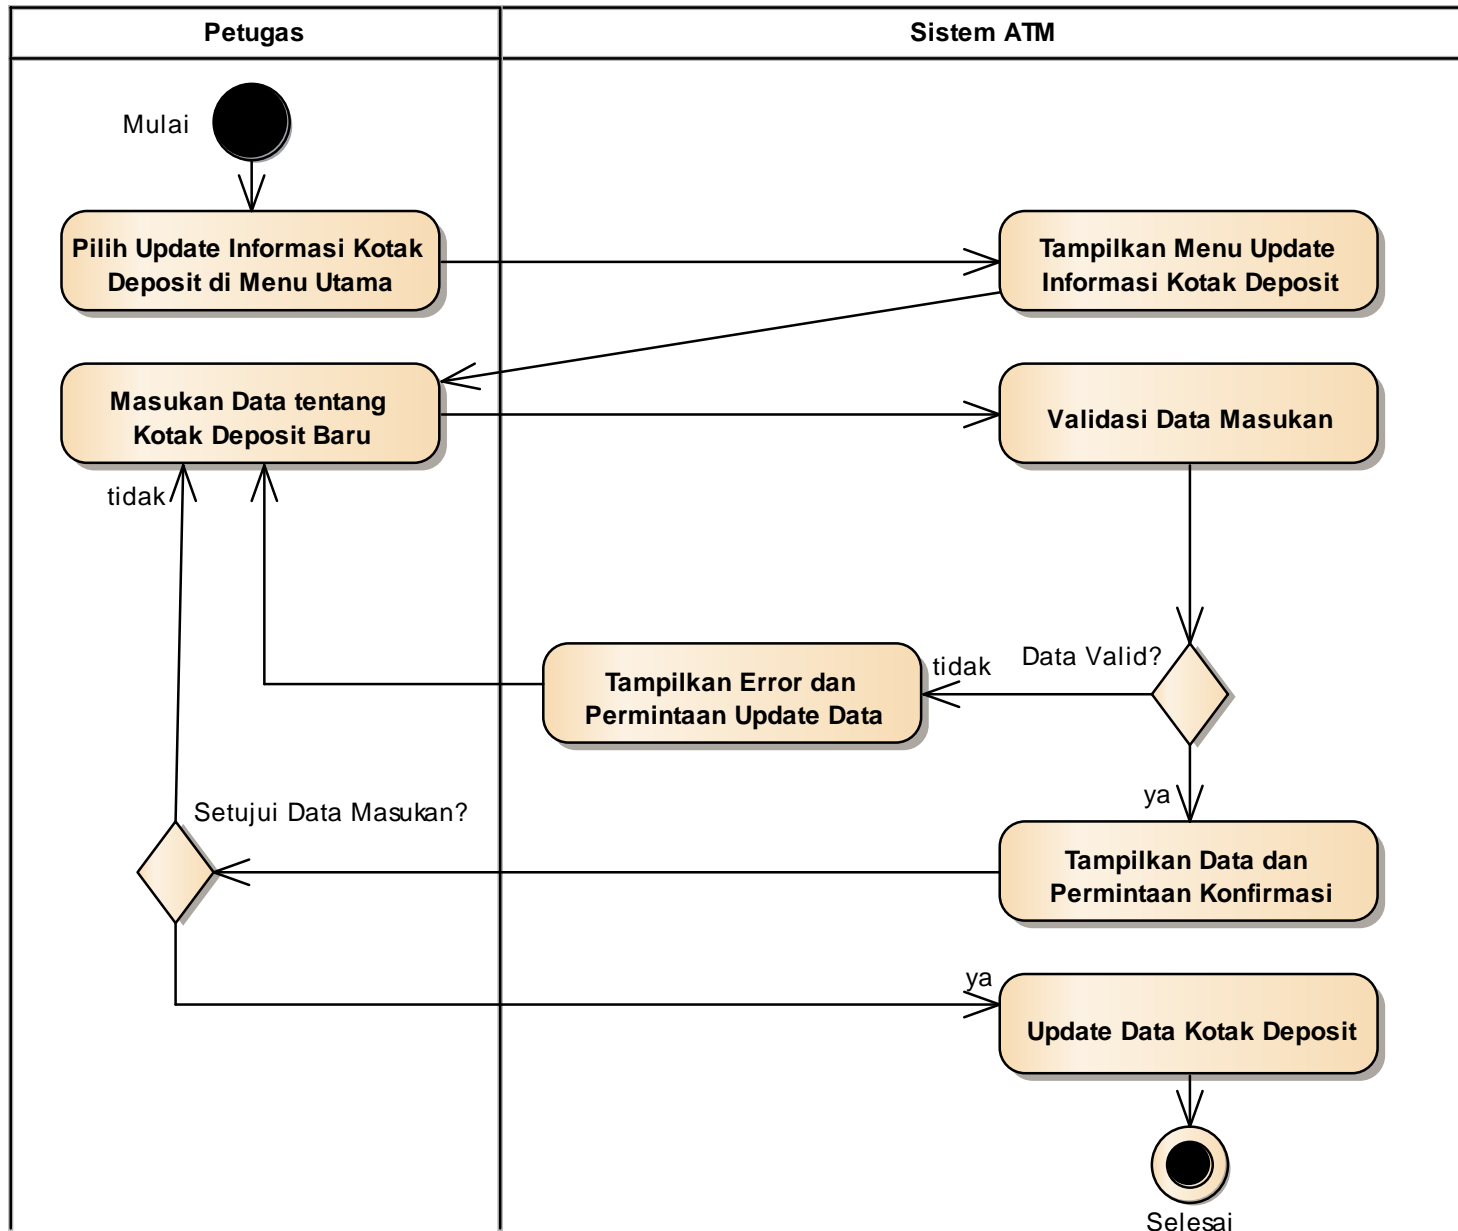 Petugas
Sistem ATM
Mulai
Pilih Update Informasi Kotak
Deposit di Menu Utama
Tampilkan Menu Update
Informasi Kotak Deposit
Masukan Data tentang
Kotak Deposit Baru
Validasi Data Masukan
tidak
Data Valid?
tidak
Tampilkan Error dan
Permintaan Update Data
ya
Setujui Data Masukan?
Tampilkan Data dan
Permintaan Konfirmasi
ya
Update Data Kotak Deposit
Selesai